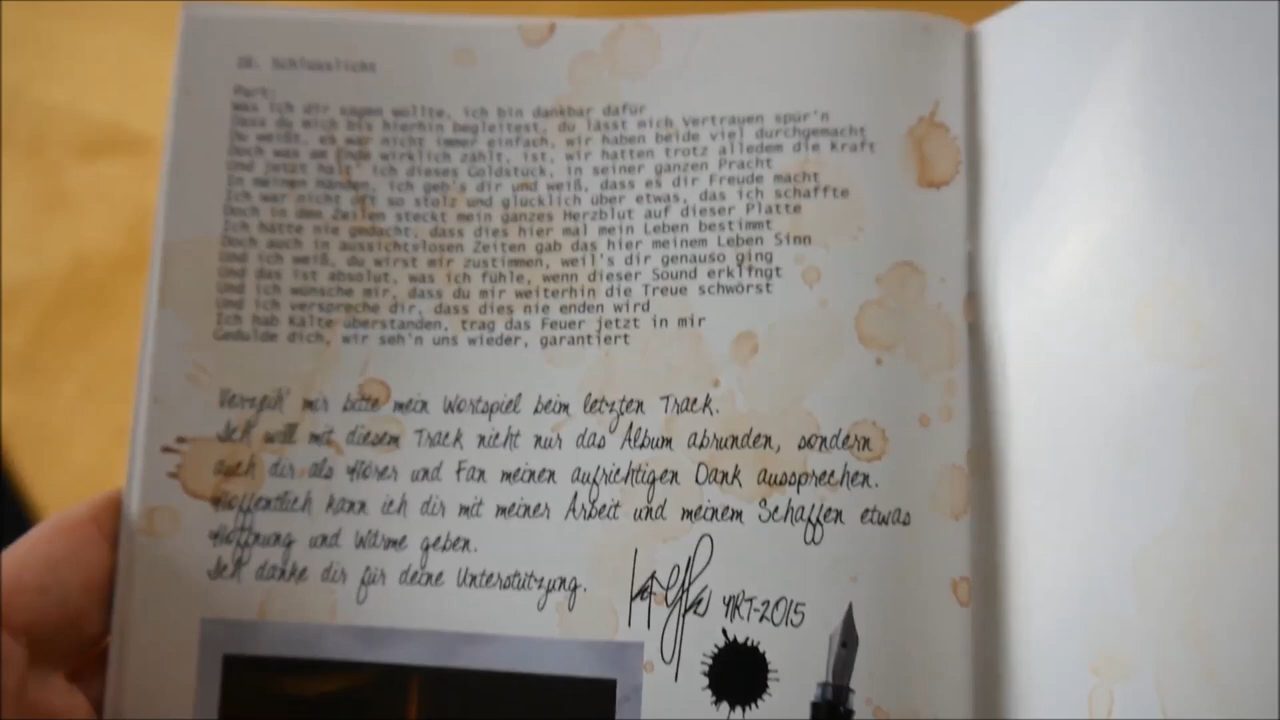 Schlusslicht
Part:
Was ich dir sagen wollte, ich bin dankbar dafür
Dass du mich bis hierhin begleitest, du lässt mich Vertrauen spür'n
Du weißt, es war nicht immer einfach, wir haben beide viel durchgemacht
Doch was am Ende wirklich zählt, ist, wir hatten trotz alledem die Kraft
Und jetzt halt' ich dieses Goldstück, in seiner ganzen Pracht
In meinen Händen, ich geb's dir und weiß, dass es dir Freude macht
Ich war nicht oft so stolz und glücklich über etwas, das ich schaffte
Doch in den Zeilen steckt mein ganzes Herzblut auf dieser Platte
Ich hätte nie gedacht, dass dies hier mal mein Leben bestimmt
Doch auch in aussichtslosen Zeiten gab das hier meinem Leben Sinn
Und ich weiß, du wirst mir zustimmen, weil's dir genauso ging
Und das ist absolut, was ich fühle, wenn dieser Sound erklingt
Und ich wünsche mir, dass du mir weiterhin die Treue schwörst
Und ich verspreche dir, dass dies nie enden wird
Ich hab Kälte überstanden, trag das Feuer jetzt in mir
Gedulde dich, wir seh'n uns wieder, garantiert
Verzeih' mir bitte mein Wortspiel beim letzten Track.
Ich will mit diesem Track nicht nur das Album abrunden, sondern
auch dir als Hörer und Fan meinen aufrichtigen Dank aussprechen.
Hoffentlich kann ich dir mit meiner Arbeit und meinem Schaffen etwas
Hoffnung und Wärme geben.
Ich danke dir für deine Unterstützung.